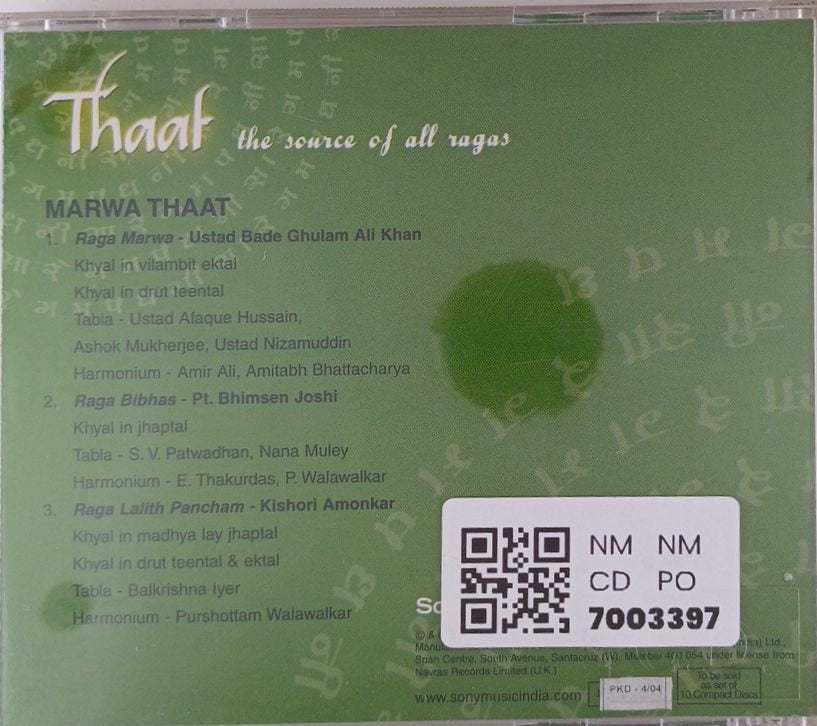 Thaat the source of all ragas
MARWA THAAT
1. Raga Marwa - Ustad Bade Ghulam Ali Khan
Khyal in vilambit ektal
Khyal in drut teental
Tabla - Ustad Afaque Hussain,
Ashok Mukherjee, Ustad Nizamuddin
Harmonium - Amir Ali, Amitabh Bhattacharya
2. Raga Bibhas - Pt. Bhimsen Joshi
Khyal in jhaptal
Tabla - S. V. Patwadhan, Nana Muley
Harmonium - E. Thakurdas, P. Walawalkar
3. Raga Lalith Pancham - Kishori Amonkar
Khyal in madhya lay jhaptal
Khyal in drut teental & ektal
Tabla - Balkrishna Iyer
Harmonium - Purshottam Walawalkar
NM NM
CD PO
7003397
© &
Ltd.,
Span Centre, South Avenue, Santacruz (W), Mumbai 400 054 under license from
Navras Records Limited (U.K.)
www.sonymusicindia.com
PKD - 4/04
To be sold
as set of
10 Compact Discs